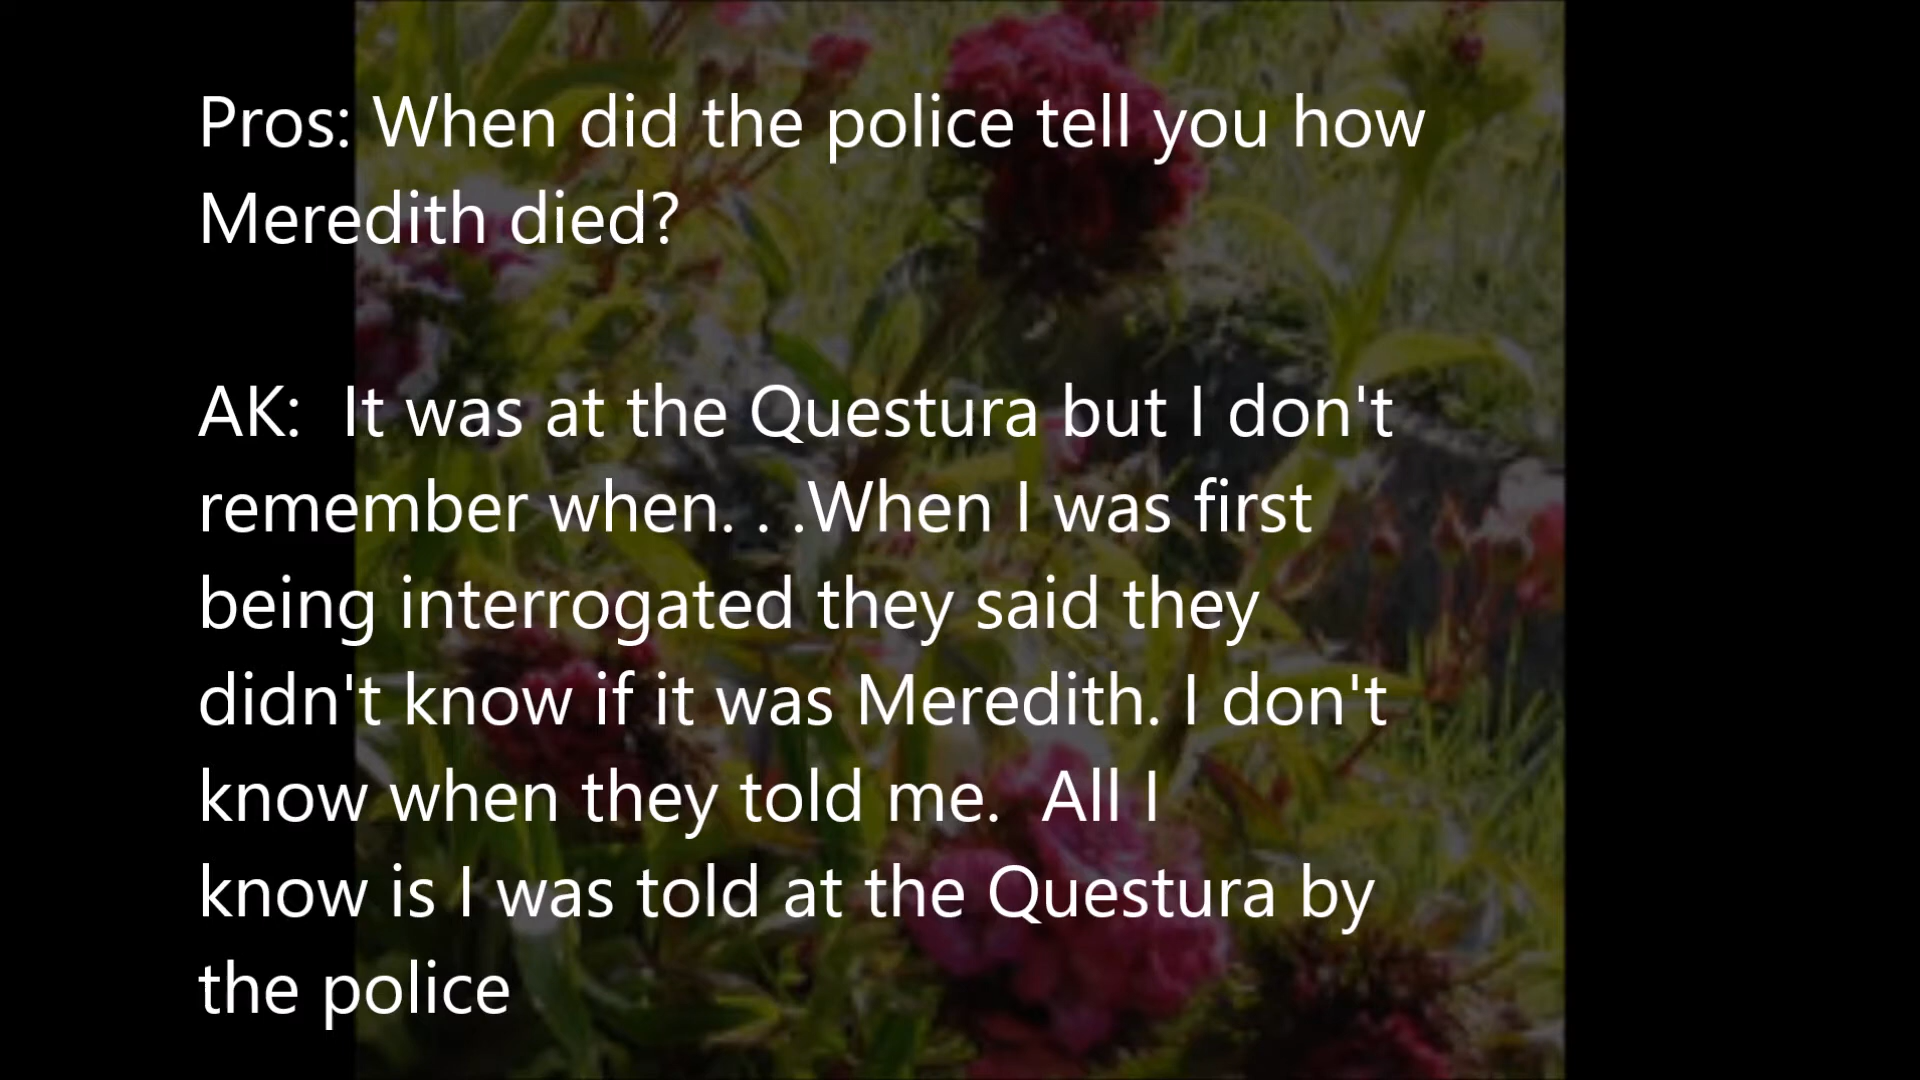 Pros: When did the police tell you how
Meredith died?
AK:  It was at the Questura but I don't
remember when. . .When I was first
being interrogated they said they
didn't know if it was Meredith. I don't
know when they told me.  All I
know is I was told at the Questura by
the police